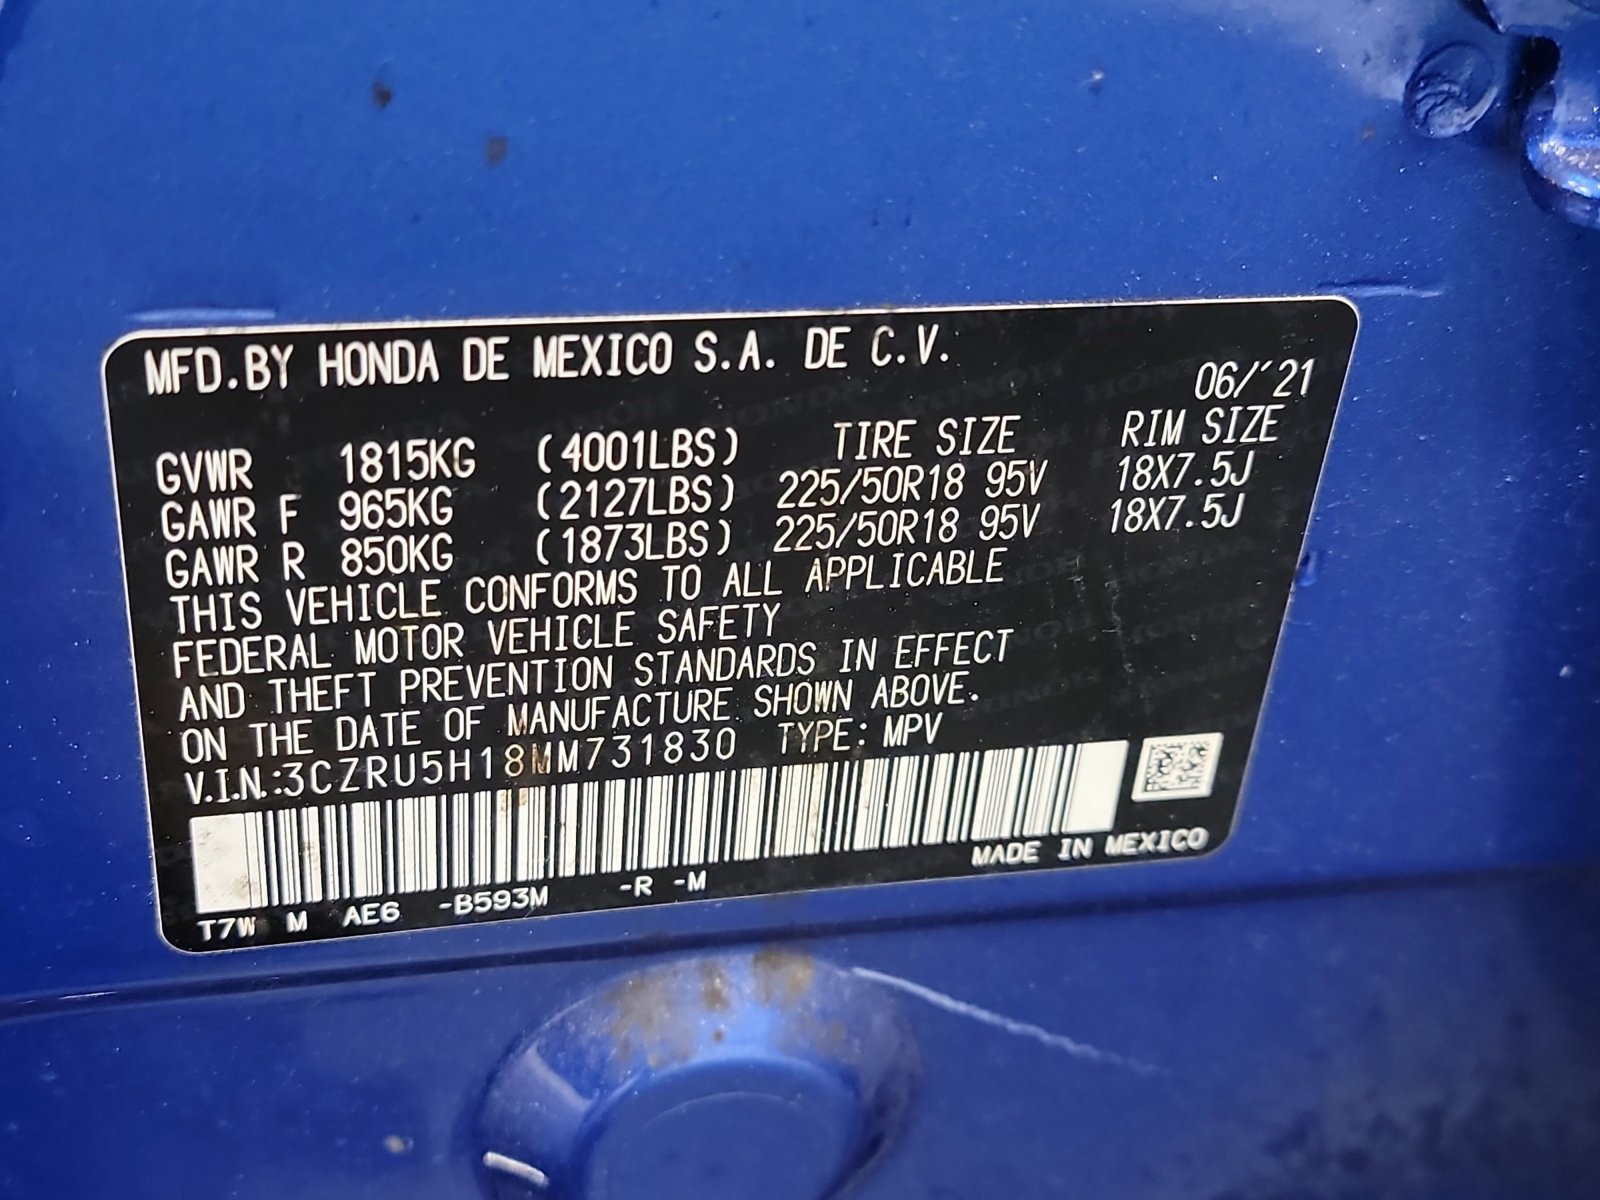 MFD.BY HONDA DE MEXICO S.A. DE C.V.
06/'21
GVWR 1815KG (4001LBS) TIRE SIZE RIM SIZE
GAWR F 965KG (2127LBS) 225/50R18 95V 18X7.5J
GAWR R 850KG (1873LBS) 225/50R18 95V 18X7.5J
THIS VEHICLE CONFORMS TO ALL APPLICABLE
FEDERAL MOTOR VEHICLE SAFETY
AND THEFT PREVENTION STANDARDS IN EFFECT
ON THE DATE OF MANUFACTURE SHOWN ABOVE.
V.I.N.:3CZRU5H18MM731830 TYPE: MPV
MADE IN MEXICO
T7W M AE6 -B593M -R -M